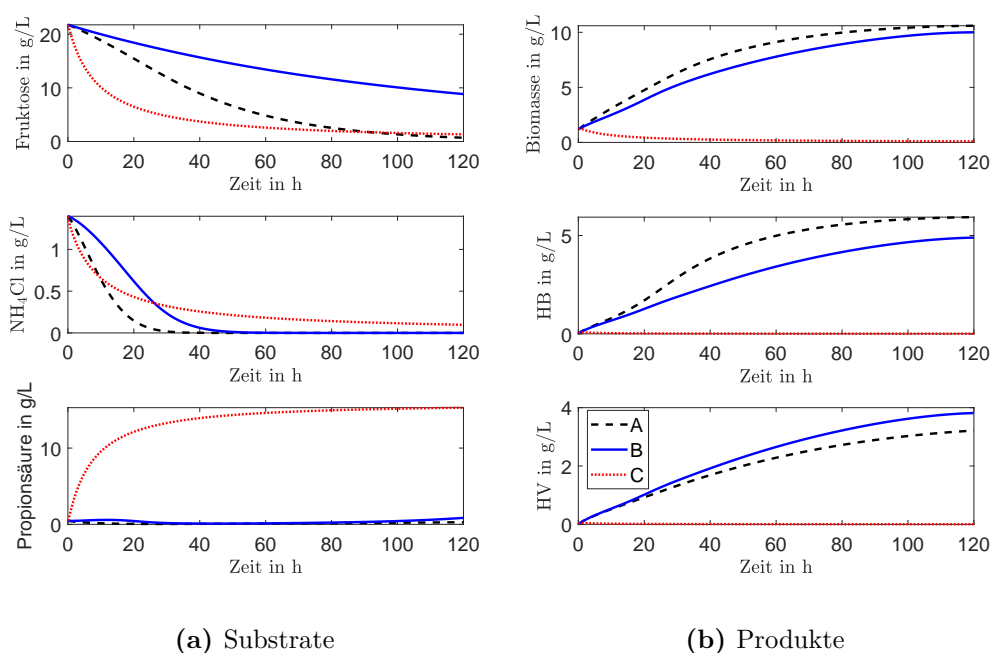 Fruktose in g/L
20
10
0
0 20 40 60 80 100 120
Zeit in h
NH₄Cl in g/L
1
0.5
0
0 20 40 60 80 100 120
Zeit in h
Propionsäure in g/L
10
0
0 20 40 60 80 100 120
Zeit in h
(a) Substrate
Biomasse in g/L
10
5
0
0 20 40 60 80 100 120
Zeit in h
HB in g/L
5
0
0 20 40 60 80 100 120
Zeit in h
HV in g/L
4
2
0
A
B
C
0 20 40 60 80 100 120
Zeit in h
(b) Produkte